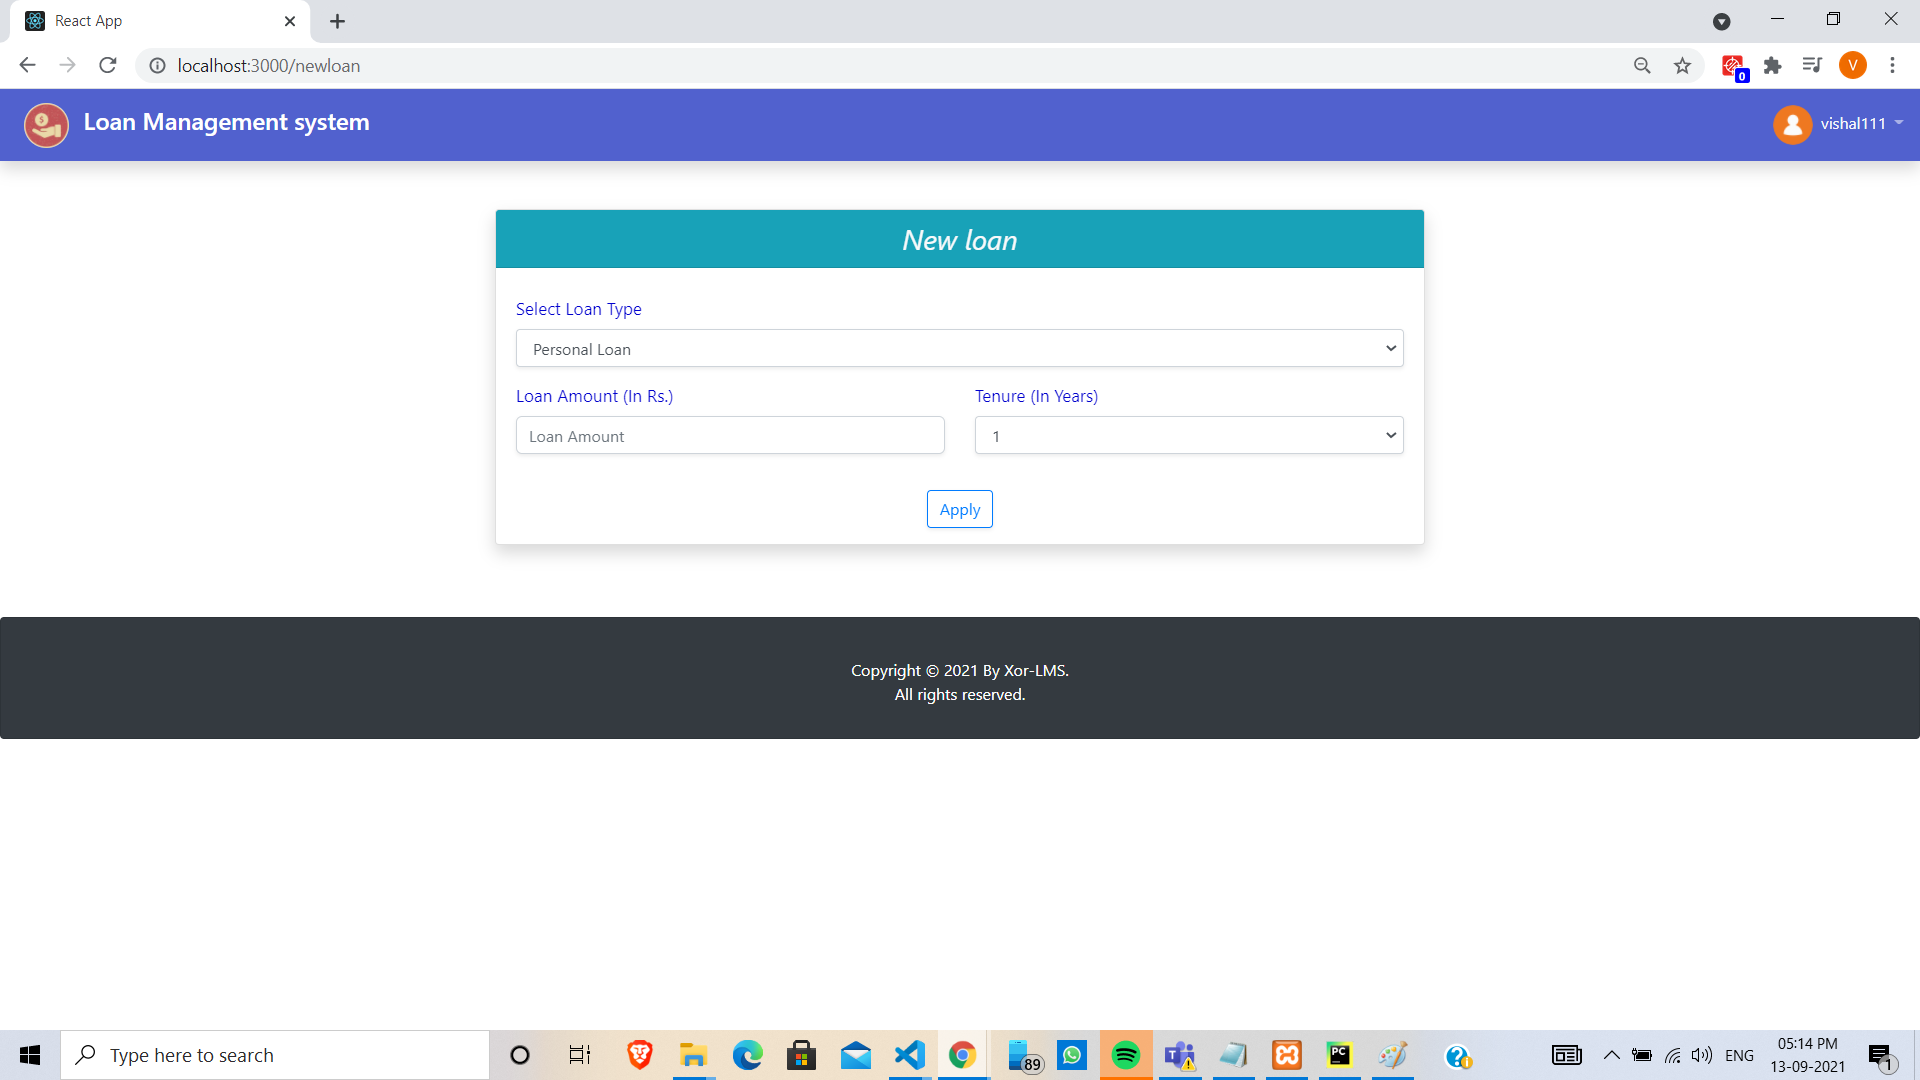 React App
localhost:3000/newloan
0
V
Loan Management system
vishal111
New loan
Select Loan Type
Personal Loan
Loan Amount (In Rs.)
Tenure (In Years)
Loan Amount
1
Apply
Copyright © 2021 By Xor-LMS.
All rights reserved.
Type here to search
89
T
PC
ENG
05:14 PM
13-09-2021
1